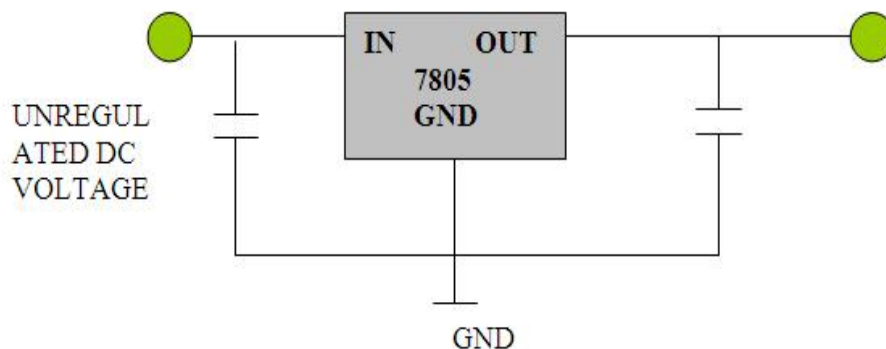 IN OUT
7805
GND
UNREGUL
ATED DC
VOLTAGE
GND